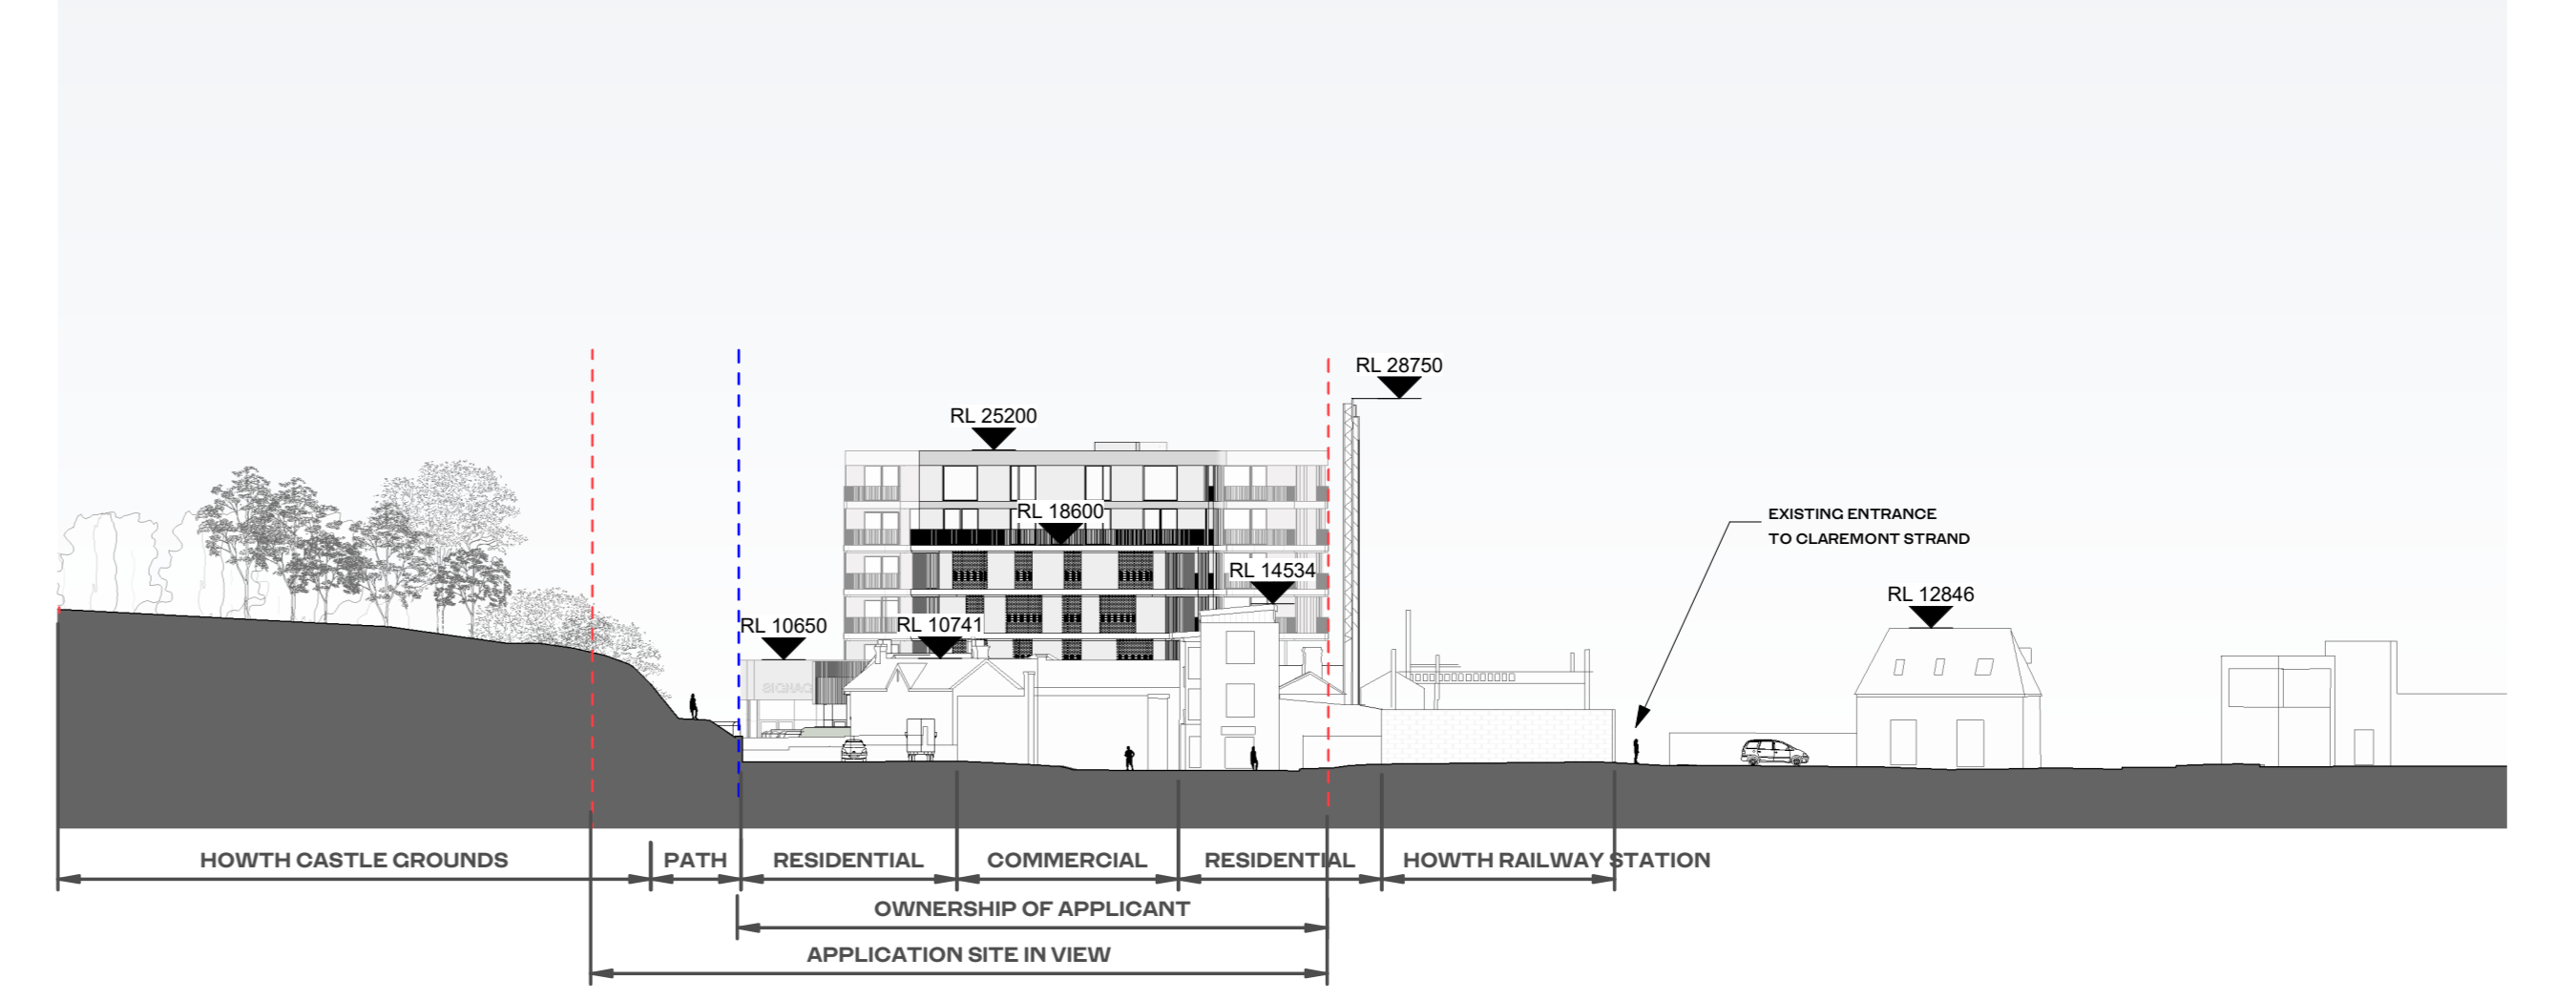 RL 28750
RL 25200
RL 18600
EXISTING ENTRANCE
TO CLAREMONT STRAND
RL 14534
RL 12846
RL 10650
RL 10741
SIGNAG
HOWTH CASTLE GROUNDS
PATH
RESIDENTIAL
COMMERCIAL
RESIDENTIAL
HOWTH RAILWAY STATION
OWNERSHIP OF APPLICANT
APPLICATION SITE IN VIEW